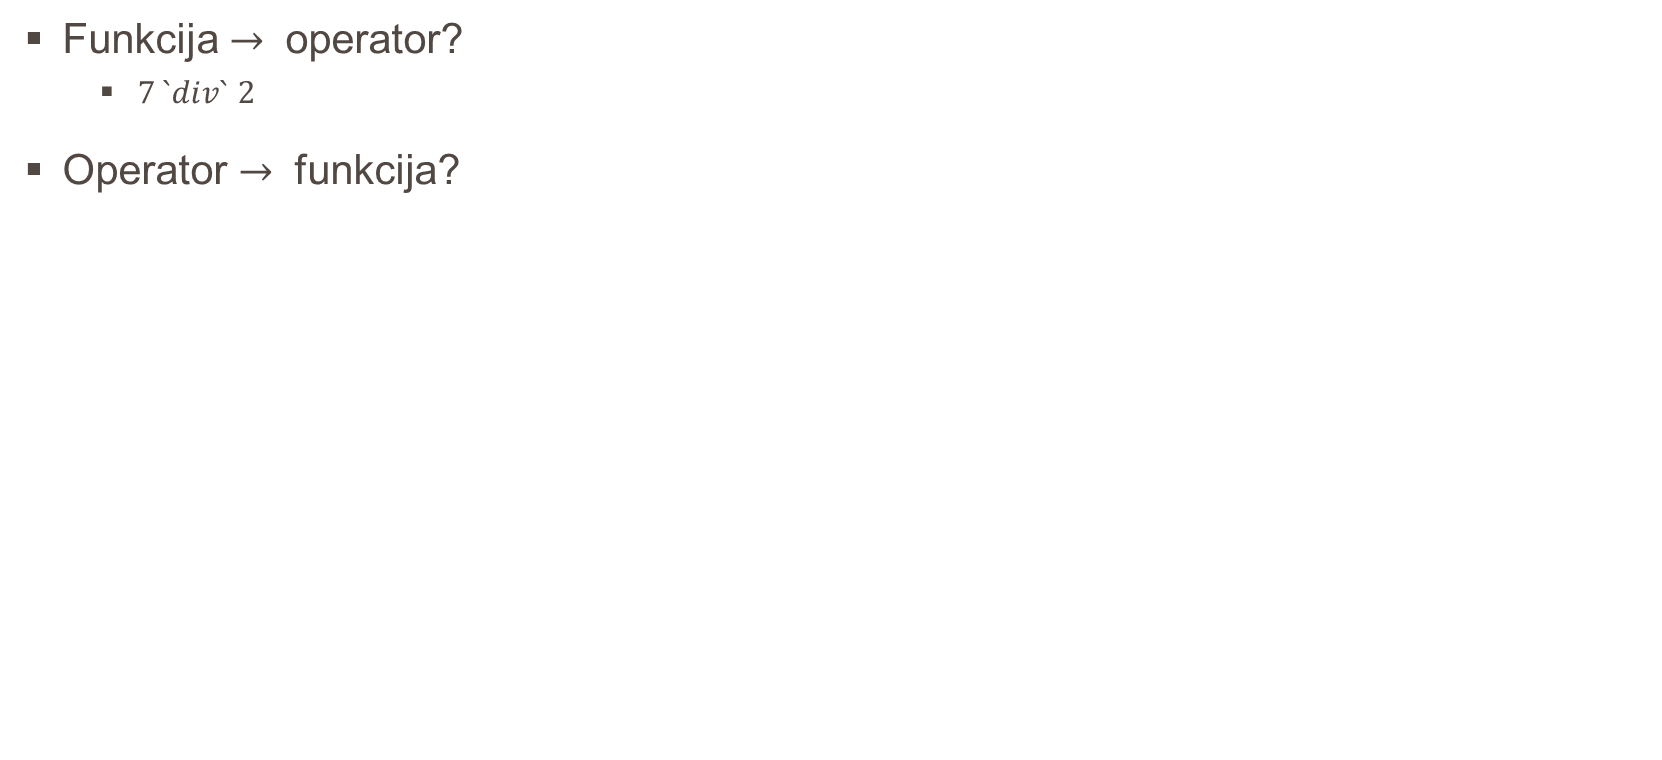 ▪ Funkcija → operator?
▪ 7 `div` 2
▪ Operator → funkcija?